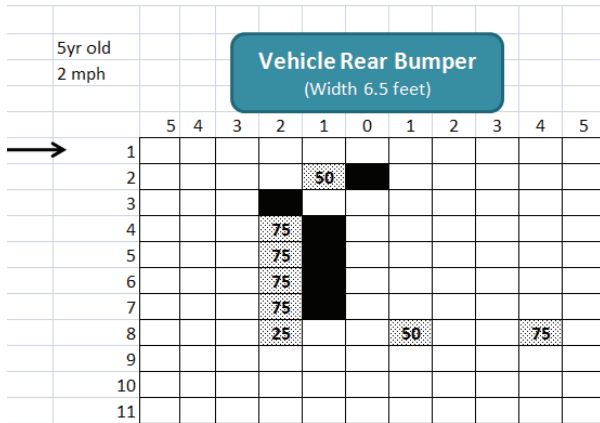 5yr old
2 mph
Vehicle Rear Bumper
(Width 6.5 feet)
5 4 3 2 1 0 1 2 3 4 5
1
2 50
3
4 75
5 75
6 75
7 75
8 25 50 75
9
10
11